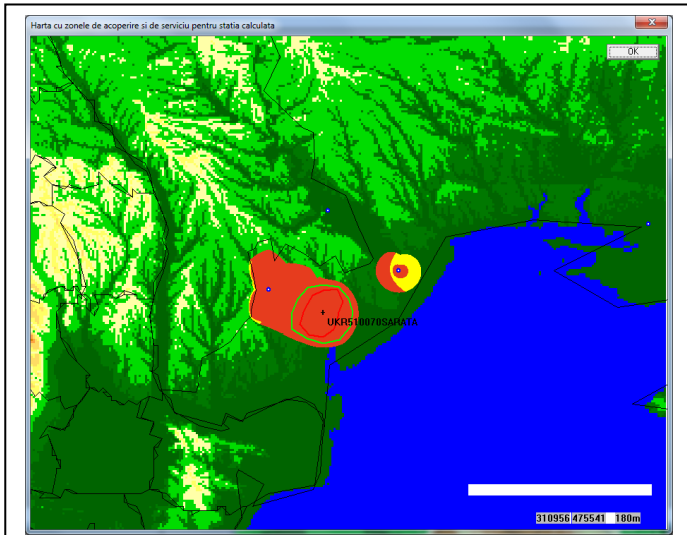 Harta cu zonele de acoperire si de serviciu pentru statia calculata
OK
UKR510070SARATA
310956 475541 180m